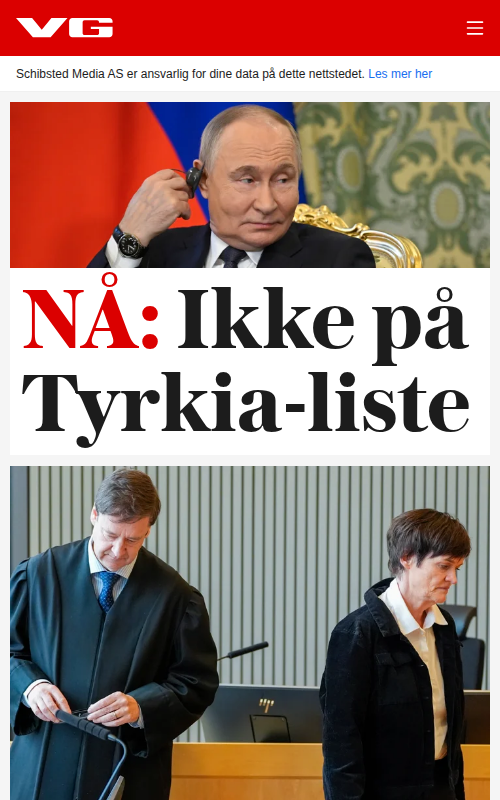 VG
Schibsted Media AS er ansvarlig for dine data på dette nettstedet. Les mer her
NÅ: Ikke på
Tyrkia-liste
hp